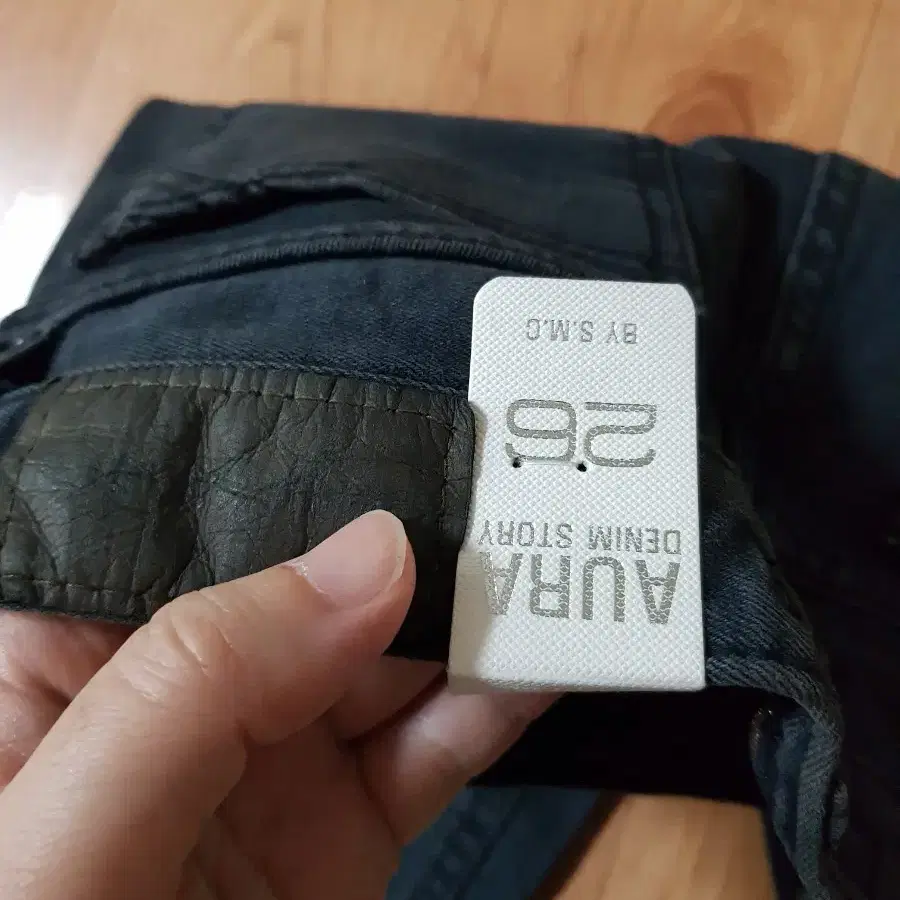 AURA
DENIM STORY
26
BY S.M.C